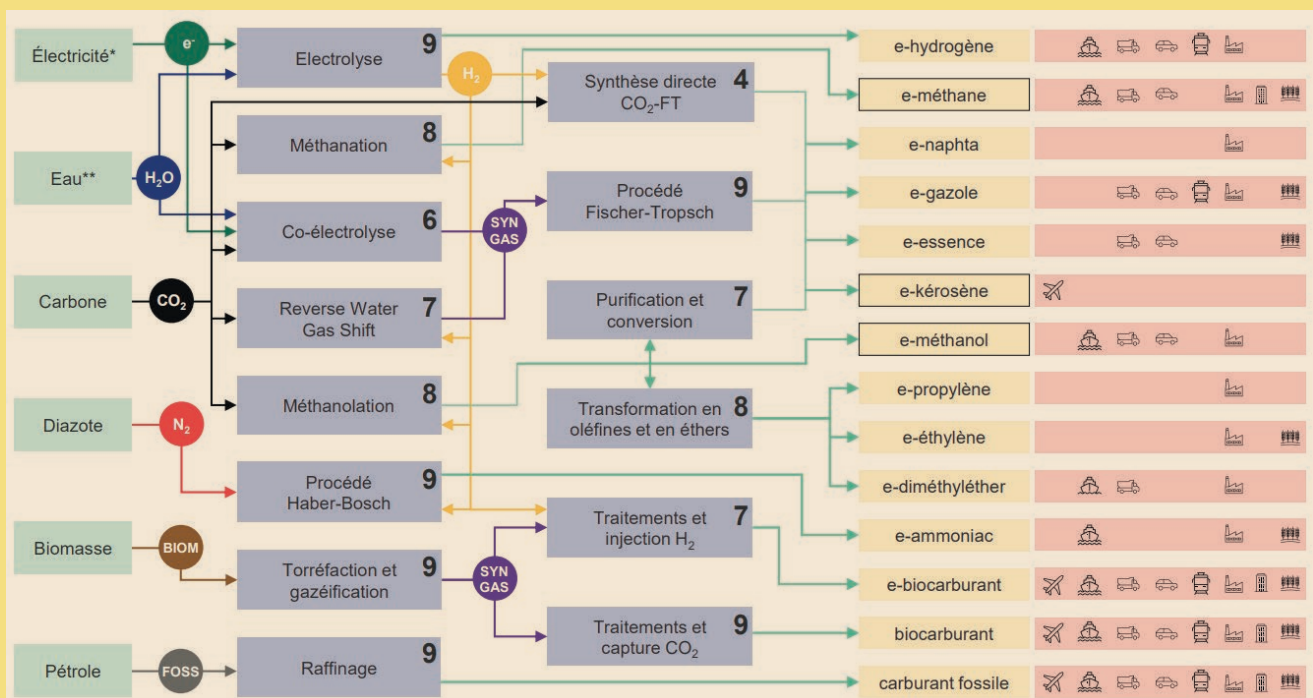 Électricité*
Eau**
Carbone
Diazote
Biomasse
Pétrole
e-
H₂O
CO₂
N₂
BIOM
FOSS
Electrolyse
9
Méthanation
8
Co-électrolyse
6
Reverse Water
Gas Shift
7
Méthanolation
8
Procédé
Haber-Bosch
9
Torréfaction et
gazéification
9
Raffinage
9
H₂
SYN
GAS
SYN
GAS
Synthèse directe
CO₂-FT
4
Procédé
Fischer-Tropsch
9
Purification et
conversion
7
Transformation en
oléfines et en éthers
8
Traitements et
injection H₂
7
Traitements et
capture CO₂
9
e-hydrogène
e-méthane
e-naphta
e-gazole
e-essence
e-kérosène
e-méthanol
e-propylène
e-éthylène
e-diméthyléther
e-ammoniac
e-biocarburant
biocarburant
carburant fossile